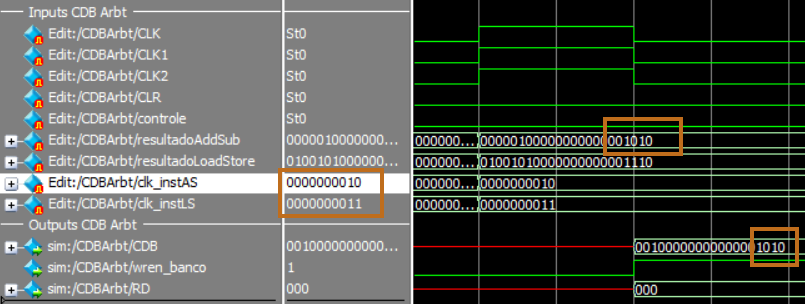 Inputs CDB Arbt
Edit:/CDBArbt/CLK St0
Edit:/CDBArbt/CLK1 St0
Edit:/CDBArbt/CLK2 St0
Edit:/CDBArbt/CLR St0
Edit:/CDBArbt/controle St0
Edit:/CDBArbt/resultadoAddSub 0000010000000... 000000... 00000100000000000001010
Edit:/CDBArbt/resultadoLoadStore 0100101000000... 000000... 01001010000000000001110
Edit:/CDBArbt/clk_instAS 0000000010 000000... 0000000010
Edit:/CDBArbt/clk_instLS 0000000011 000000... 0000000011
Outputs CDB Arbt
sim:/CDBArbt/CDB 0010000000000... 00100000000000001010
sim:/CDBArbt/wren_banco 1
sim:/CDBArbt/RD 000 000